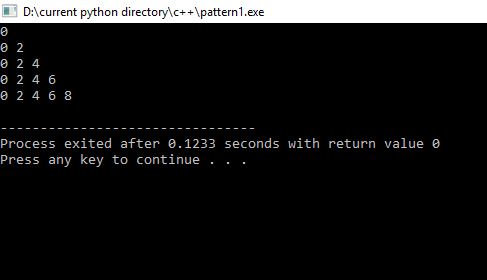 D:\current python directory\c++\pattern1.exe
0
0 2
0 2 4
0 2 4 6
0 2 4 6 8
--------------------------------
Process exited after 0.1233 seconds with return value 0
Press any key to continue . . .